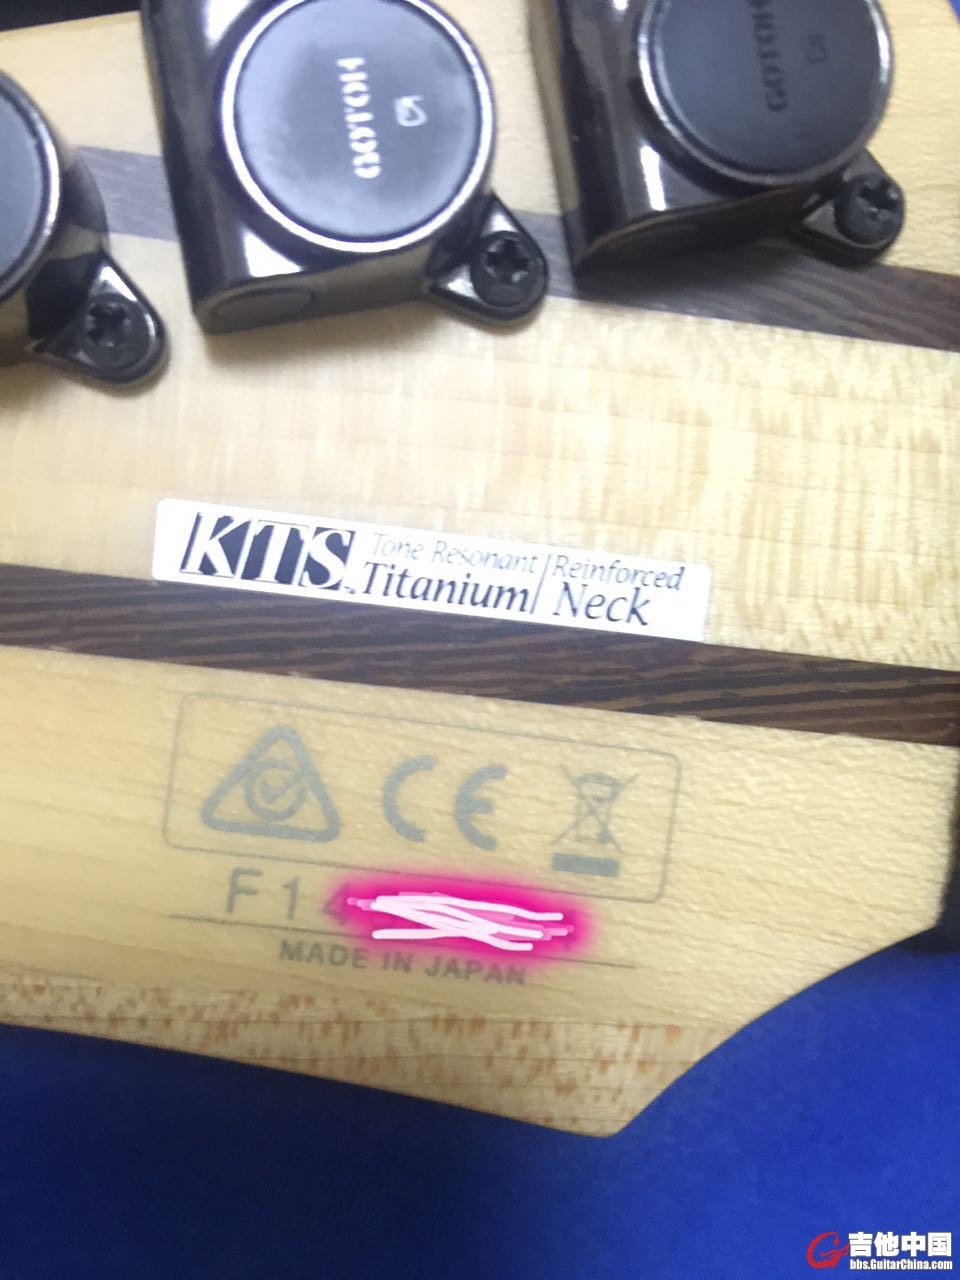 GOTOH
GOTOH
KTS
Tone Resonant / Reinforced
Titanium / Neck
CE
F14
MADE IN JAPAN
吉他中国
bbs.GuitarChina.com